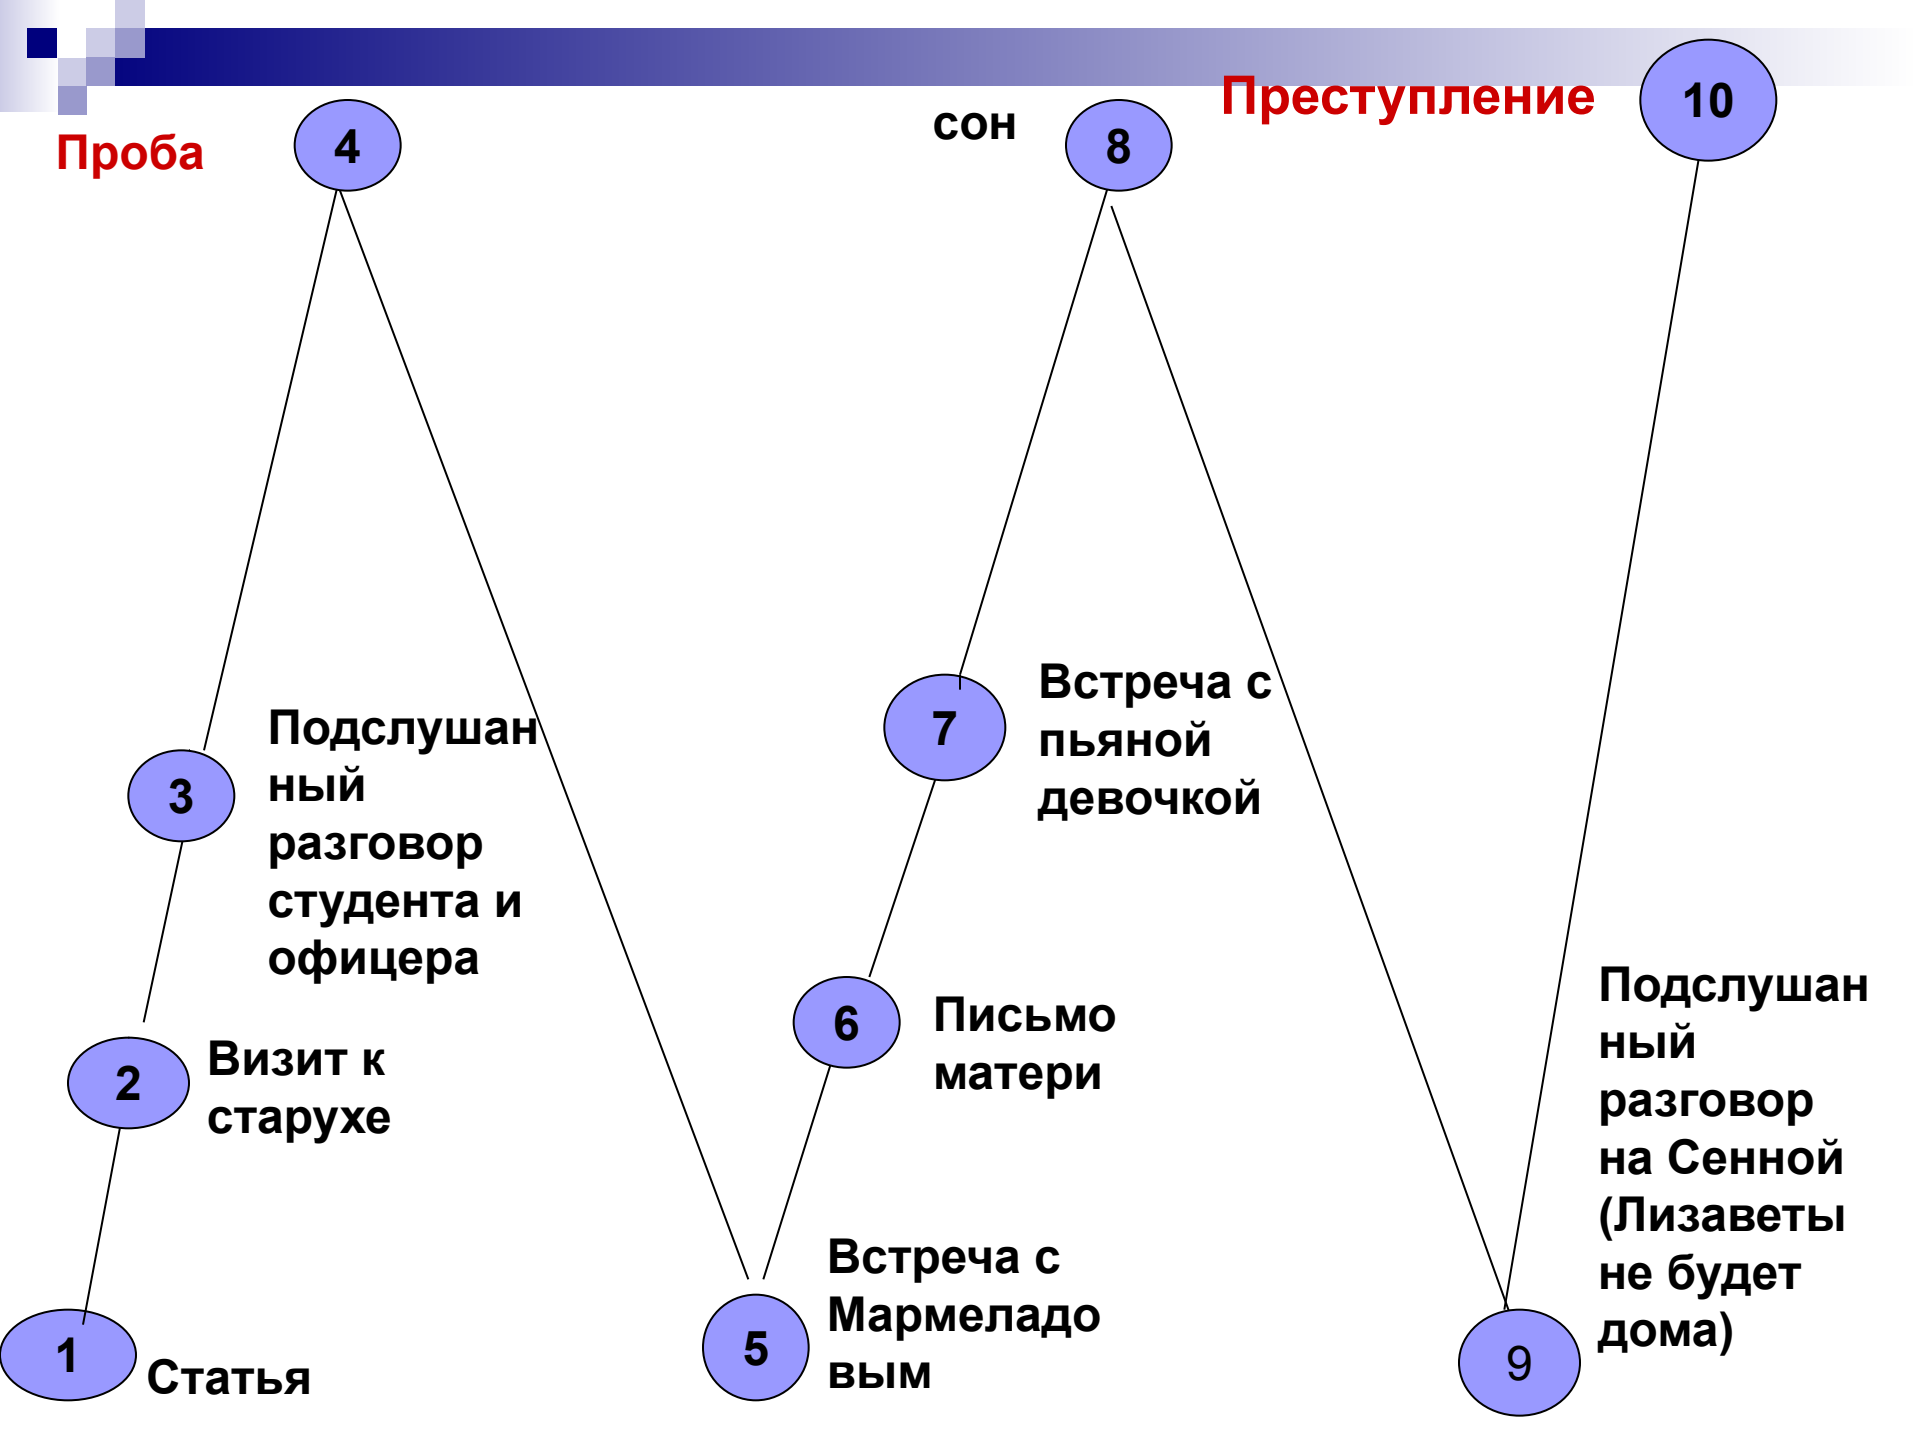 Проба
4
сон
8
Преступление
10
3
Подслушан
ный
разговор
студента и
офицера
7
Встреча с
пьяной
девочкой
2
Визит к
старухе
6
Письмо
матери
1
Статья
5
Встреча с
Мармеладо
вым
9
Подслушан
ный
разговор
на Сенной
(Лизаветы
не будет
дома)